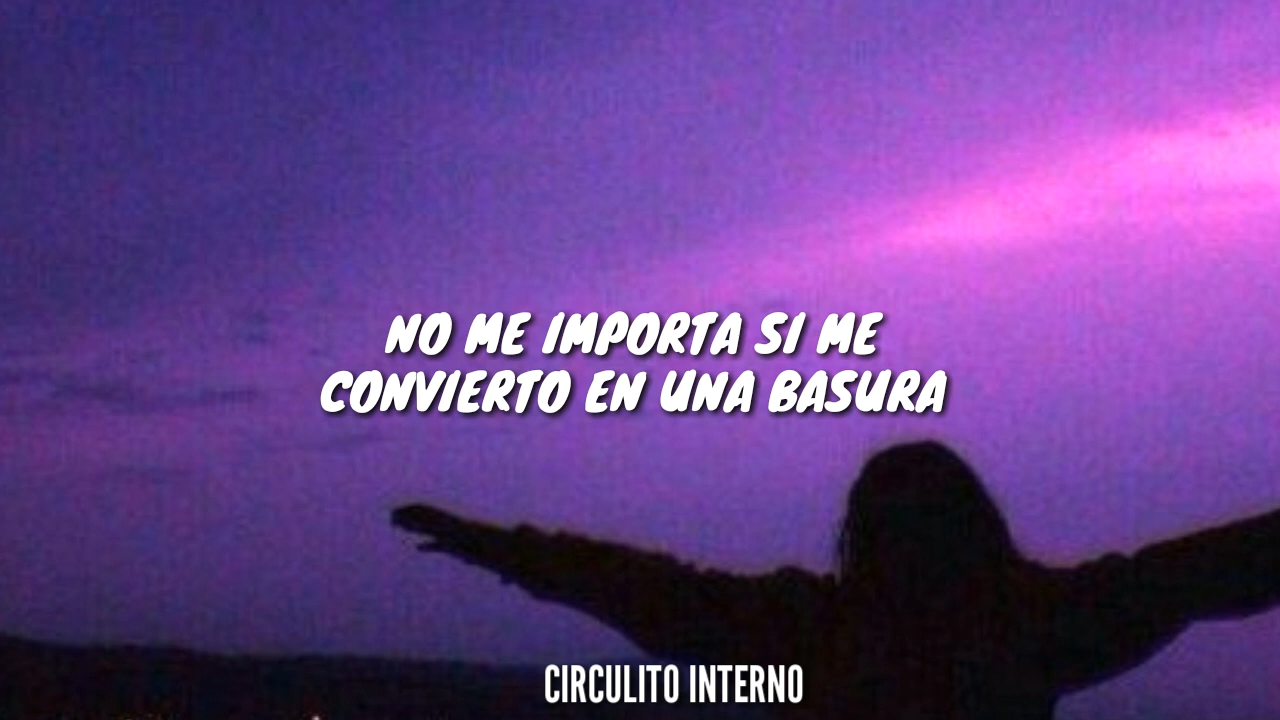 NO ME IMPORTA SI ME
CONVIERTO EN UNA BASURA
CIRCULITO INTERNO